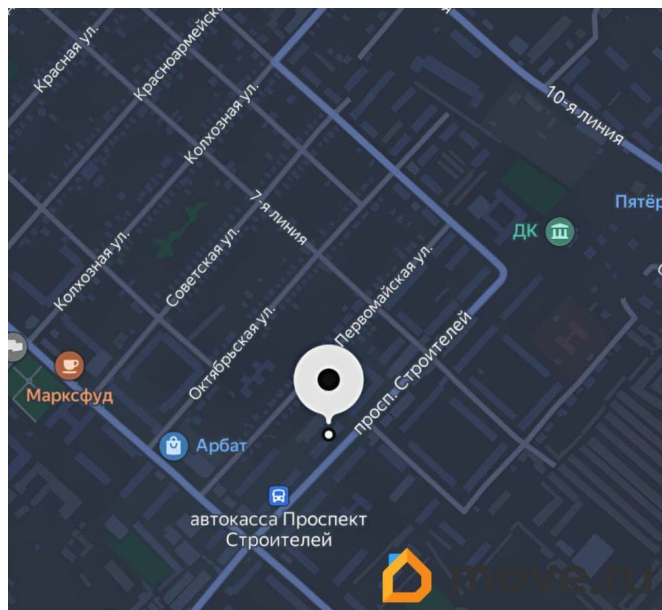 Красная ул.
Красноармейска
Колхозная ул.
10-я линия
7-я линия
Пятёр
ДК
Колхозная ул.
Советская ул.
Первомайская ул.
Октябрьская ул.
просп. Строителей
Марксфуд
Арбат
автокасса Проспект
Строителей
move.ru